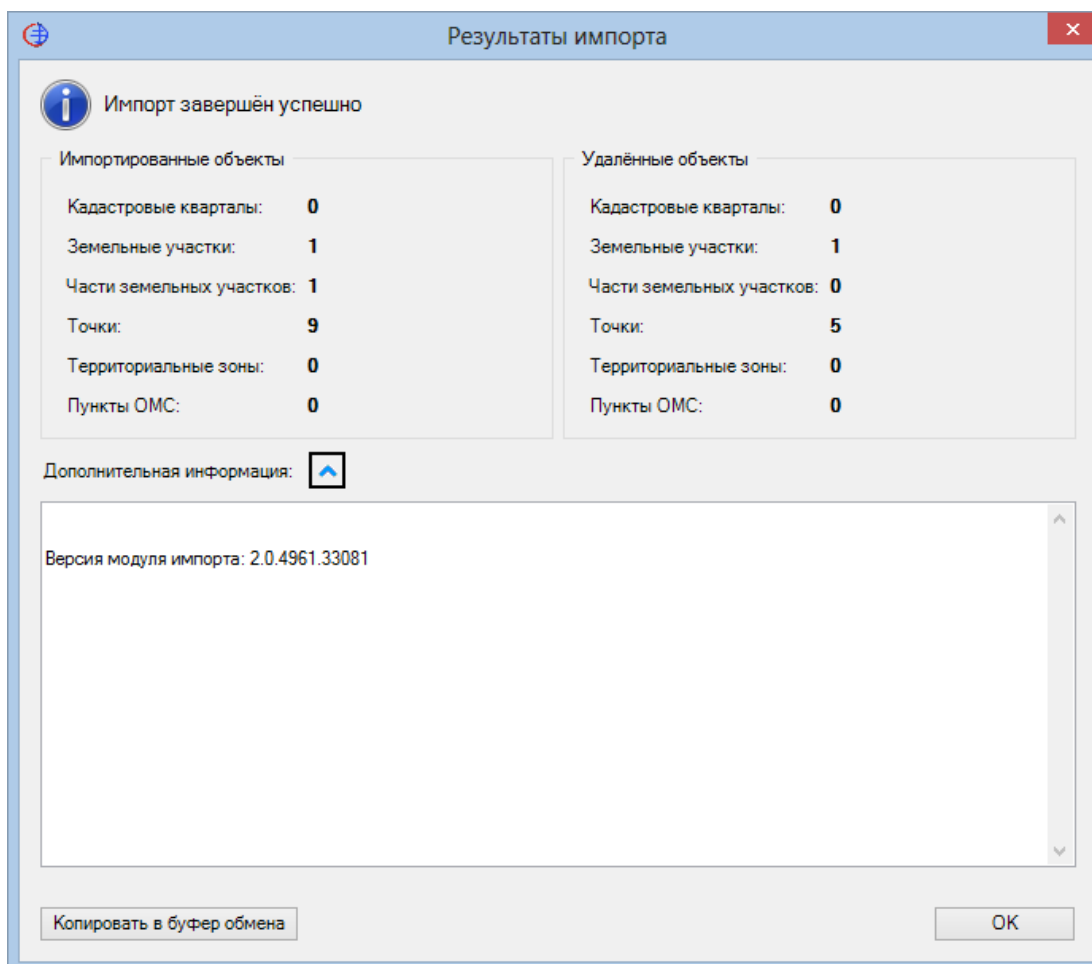 Результаты импорта
Импорт завершён успешно
Импортированные объекты
Кадастровые кварталы: 0
Земельные участки: 1
Части земельных участков: 1
Точки: 9
Территориальные зоны: 0
Пункты ОМС: 0
Удалённые объекты
Кадастровые кварталы: 0
Земельные участки: 1
Части земельных участков: 0
Точки: 5
Территориальные зоны: 0
Пункты ОМС: 0
Дополнительная информация:
Версия модуля импорта: 2.0.4961.33081
Копировать в буфер обмена
OK